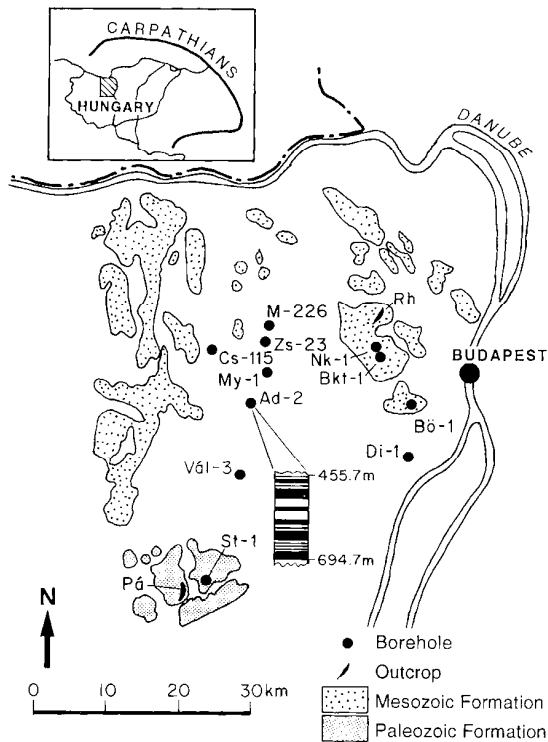 CARPATHIANS
HUNGARY
DANUBE
M-226
Rh
Zs-23
Cs-115
Nk-1
BUDAPEST
My-1
Bkt-1
Ad-2
Bö-1
Di-1
Vál-3
455.7m
St-1
694.7m
Pá
N
Borehole
Outcrop
0 10 20 30 km
Mesozoic Formation
Paleozoic Formation